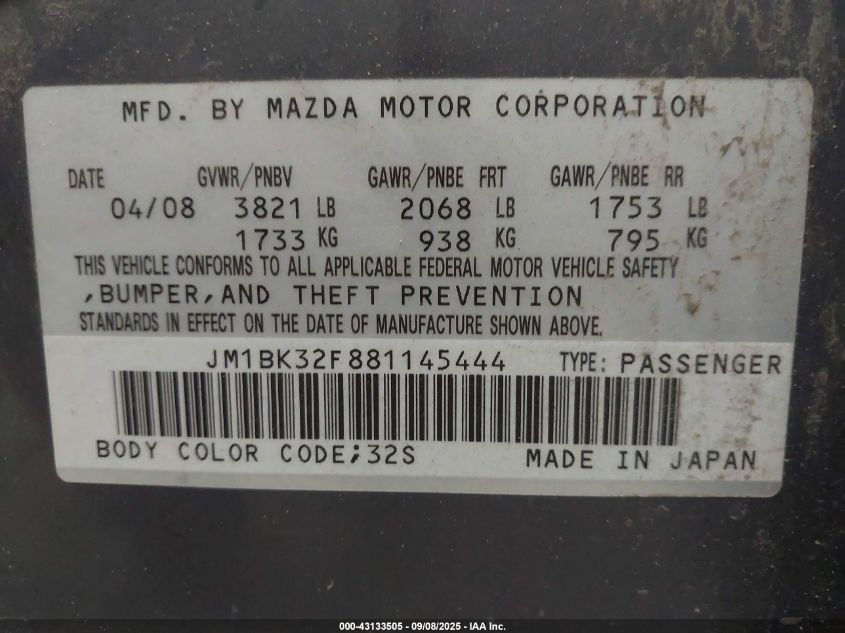 MFD. BY MAZDA MOTOR CORPORATION
DATE GVWR/PNBV GAWR/PNBE FRT GAWR/PNBE RR
04/08 3821 LB 2068 LB 1753 LB
1733 KG 938 KG 795 KG
THIS VEHICLE CONFORMS TO ALL APPLICABLE FEDERAL MOTOR VEHICLE SAFETY
,BUMPER,AND THEFT PREVENTION
STANDARDS IN EFFECT ON THE DATE OF MANUFACTURE SHOWN ABOVE.
JM1BK32F881145444 TYPE: PASSENGER
BODY COLOR CODE;32S MADE IN JAPAN
000-43133505 - 09/08/2025 - IAA Inc.